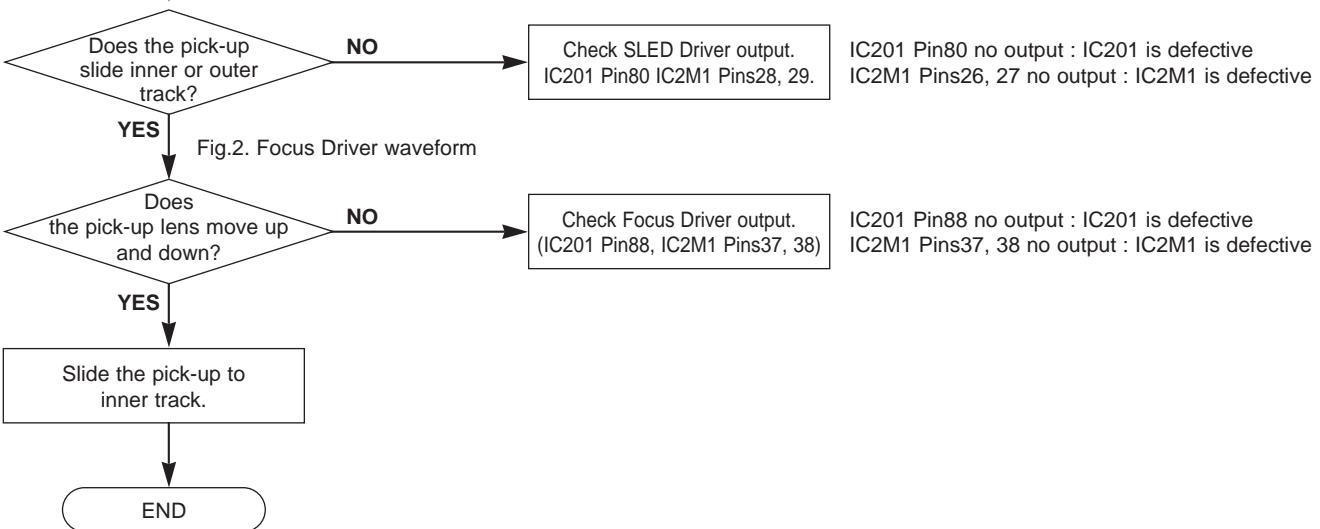 Does the pick-up
slide inner or outer
track?
NO
Check SLED Driver output.
IC201 Pin80 IC2M1 Pins28, 29.
IC201 Pin80 no output : IC201 is defective
IC2M1 Pins26, 27 no output : IC2M1 is defective
YES
Fig.2. Focus Driver waveform
Does
the pick-up lens move up
and down?
NO
Check Focus Driver output.
(IC201 Pin88, IC2M1 Pins37, 38)
IC201 Pin88 no output : IC201 is defective
IC2M1 Pins37, 38 no output : IC2M1 is defective
YES
Slide the pick-up to
inner track.
END